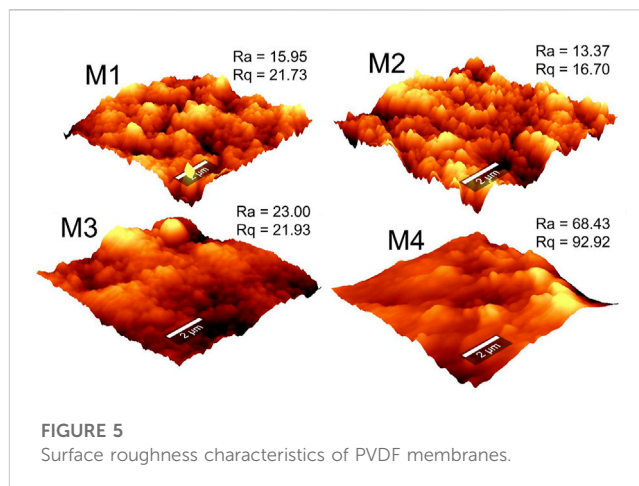 M1
Ra = 15.95
Rq = 21.73
2 µm
M2
Ra = 13.37
Rq = 16.70
2 µm
M3
Ra = 23.00
Rq = 21.93
2 µm
M4
Ra = 68.43
Rq = 92.92
2 µm
FIGURE 5
Surface roughness characteristics of PVDF membranes.